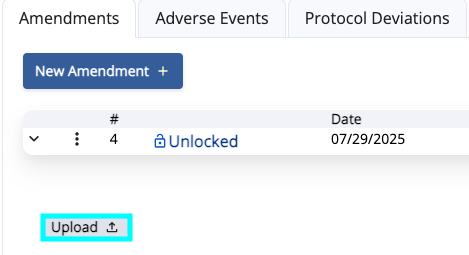 Amendments Adverse Events Protocol Deviations
New Amendment +
# Date
4 Unlocked 07/29/2025
Upload